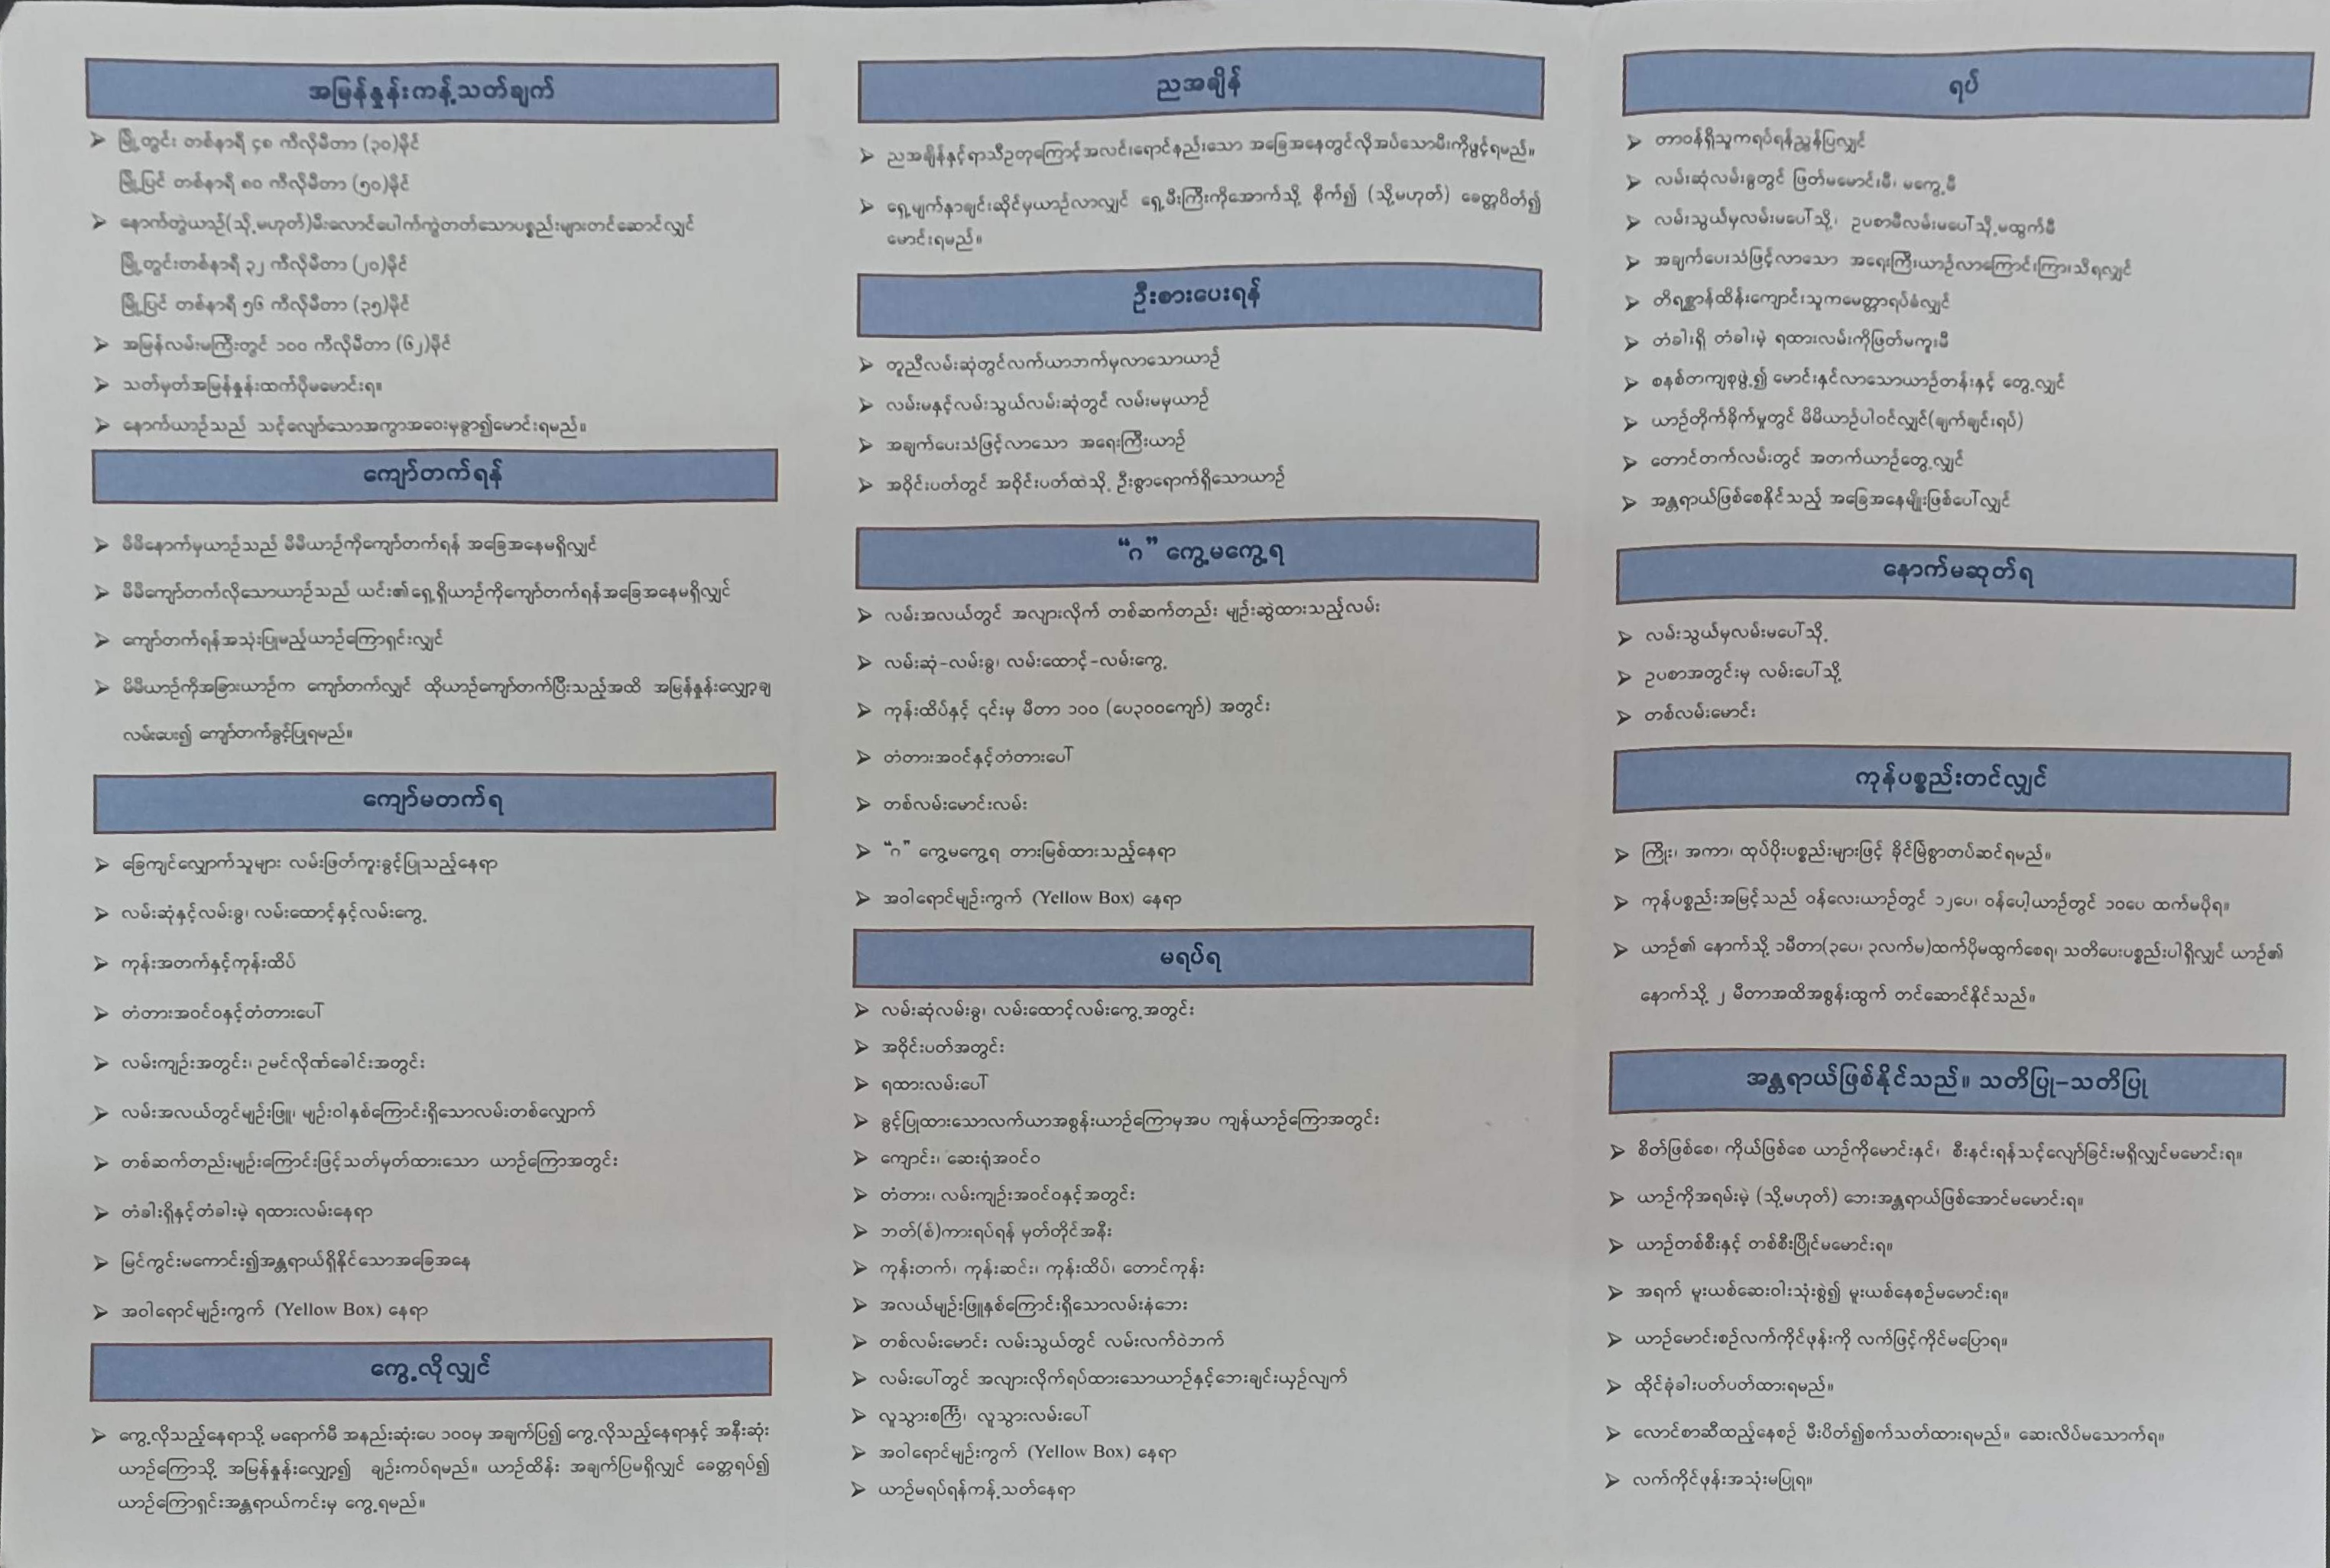 အမြန်နှုန်းကန့်သတ်ချက်
➤ မြို့တွင်း တစ်နာရီ ၄၈ ကီလိုမီတာ (၃၀)မိုင်
မြို့ပြင် တစ်နာရီ ၈၀ ကီလိုမီတာ (၅၀)မိုင်
➤ နောက်တွဲယာဉ်(သို့မဟုတ်)မီးလောင်ပေါက်ကွဲတတ်သောပစ္စည်းများတင်ဆောင်လျှင်
မြို့တွင်းတစ်နာရီ ၃၂ ကီလိုမီတာ (၂၀)မိုင်
မြို့ပြင် တစ်နာရီ ၅၆ ကီလိုမီတာ (၃၅)မိုင်
➤ အမြန်လမ်းမကြီးတွင် ၁၀၀ ကီလိုမီတာ (၆၂)မိုင်
➤ သတ်မှတ်အမြန်နှုန်းထက်ပိုမမောင်းရ။
➤ နောက်ယာဉ်သည် သင့်လျော်သောအကွာအဝေးမှခွာ၍မောင်းရမည်။
ကျော်တက်ရန်
➤ မိမိနောက်မှယာဉ်သည် မိမိယာဉ်ကိုကျော်တက်ရန် အခြေအနေမရှိလျှင်
➤ မိမိကျော်တက်လိုသောယာဉ်သည် ယင်း၏ရှေ့ရှိယာဉ်ကိုကျော်တက်ရန်အခြေအနေမရှိလျှင်
➤ ကျော်တက်ရန်အသုံးပြုမည့်ယာဉ်ကြောရှင်းလျှင်
➤ မိမိယာဉ်ကိုအခြားယာဉ်က ကျော်တက်လျှင် ထိုယာဉ်ကျော်တက်ပြီးသည့်အထိ အမြန်နှုန်းလျှော့ချ
လမ်းပေး၍ ကျော်တက်ခွင့်ပြုရမည်။
ကျော်မတက်ရ
➤ ခြေကျင်လျှောက်သူများ လမ်းဖြတ်ကူးခွင့်ပြုသည့်နေရာ
➤ လမ်းဆုံနှင့်လမ်းခွ၊ လမ်းထောင့်နှင့်လမ်းကွေ့
➤ ကုန်းအတက်နှင့်ကုန်းထိပ်
➤ တံတားအဝင်ဝနှင့်တံတားပေါ်
➤ လမ်းကျဉ်းအတွင်း၊ ဥမင်လိုဏ်ခေါင်းအတွင်း
➤ လမ်းအလယ်တွင်မျဉ်းဖြူ၊ မျဉ်းဝါနှစ်ကြောင်းရှိသောလမ်းတစ်လျှောက်
➤ တစ်ဆက်တည်းမျဉ်းကြောင်းဖြင့်သတ်မှတ်ထားသော ယာဉ်ကြောအတွင်း
➤ တံခါးရှိနှင့်တံခါးမဲ့ ရထားလမ်းနေရာ
➤ မြင်ကွင်းမကောင်း၍အန္တရာယ်ရှိနိုင်သောအခြေအနေ
➤ အဝါရောင်မျဉ်းကွက် (Yellow Box) နေရာ
ကွေ့လိုလျှင်
➤ ကွေ့လိုသည့်နေရာသို့ မရောက်မီ အနည်းဆုံးပေ ၁၀၀မှ အချက်ပြ၍ ကွေ့လိုသည့်နေရာနှင့် အနီးဆုံး
ယာဉ်ကြောသို့ အမြန်နှုန်းလျှော့၍ ချဉ်းကပ်ရမည်။ ယာဉ်ထိန်း အချက်ပြမရှိလျှင် ခေတ္တရပ်၍
ယာဉ်ကြောရှင်းအန္တရာယ်ကင်းမှ ကွေ့ရမည်။
ညအချိန်
➤ ညအချိန်နှင့်ရာသီဥတုကြောင့်အလင်းရောင်နည်းသော အခြေအနေတွင်လိုအပ်သောမီးကိုဖွင့်ရမည်။
➤ ရှေ့မျက်နှာချင်းဆိုင်မှယာဉ်လာလျှင် ရှေ့မီးကြီးကိုအောက်သို့ စိုက်၍ (သို့မဟုတ်) ခေတ္တပိတ်၍
မောင်းရမည်။
ဦးစားပေးရန်
➤ တူညီလမ်းဆုံတွင်လက်ယာဘက်မှလာသောယာဉ်
➤ လမ်းမနှင့်လမ်းသွယ်လမ်းဆုံတွင် လမ်းမမှယာဉ်
➤ အချက်ပေးသံဖြင့်လာသော အရေးကြီးယာဉ်
➤ အဝိုင်းပတ်တွင် အဝိုင်းပတ်ထဲသို့ ဦးစွာရောက်ရှိသောယာဉ်
“ဂ” ကွေ့မကွေ့ရ
➤ လမ်းအလယ်တွင် အလျားလိုက် တစ်ဆက်တည်း မျဉ်းဆွဲထားသည့်လမ်း
➤ လမ်းဆုံ-လမ်းခွ၊ လမ်းထောင့်-လမ်းကွေ့
➤ ကုန်းထိပ်နှင့် ၎င်းမှ မီတာ ၁၀၀ (ပေ၃၀၀ကျော်) အတွင်း
➤ တံတားအဝင်နှင့်တံတားပေါ်
➤ တစ်လမ်းမောင်းလမ်း
➤ “ဂ” ကွေ့မကွေ့ရ တားမြစ်ထားသည့်နေရာ
➤ အဝါရောင်မျဉ်းကွက် (Yellow Box) နေရာ
မရပ်ရ
➤ လမ်းဆုံလမ်းခွ၊ လမ်းထောင့်လမ်းကွေ့အတွင်း
➤ အဝိုင်းပတ်အတွင်း
➤ ရထားလမ်းပေါ်
➤ ခွင့်ပြုထားသောလက်ယာအစွန်းယာဉ်ကြောမှအပ ကျန်ယာဉ်ကြောအတွင်း
➤ ကျောင်း၊ ဆေးရုံအဝင်ဝ
➤ တံတား၊ လမ်းကျဉ်းအဝင်ဝနှင့်အတွင်း
➤ ဘတ်(စ်)ကားရပ်ရန် မှတ်တိုင်အနီး
➤ ကုန်းတက်၊ ကုန်းဆင်း၊ ကုန်းထိပ်၊ တောင်ကုန်း
➤ အလယ်မျဉ်းဖြူနှစ်ကြောင်းရှိသောလမ်းနံဘေး
➤ တစ်လမ်းမောင်း လမ်းသွယ်တွင် လမ်းလက်ဝဲဘက်
➤ လမ်းပေါ်တွင် အလျားလိုက်ရပ်ထားသောယာဉ်နှင့်ဘေးချင်းယှဉ်လျက်
➤ လူသွားစင်္ကြံ၊ လူသွားလမ်းပေါ်
➤ အဝါရောင်မျဉ်းကွက် (Yellow Box) နေရာ
➤ ယာဉ်မရပ်ရန်ကန့်သတ်နေရာ
ရပ်
➤ တာဝန်ရှိသူကရပ်ရန်ညွှန်ပြလျှင်
➤ လမ်းဆုံလမ်းခွတွင် ဖြတ်မမောင်းမီ၊ မကွေ့မီ
➤ လမ်းသွယ်မှလမ်းမပေါ်သို့၊ ဥပစာမီလမ်းမပေါ်သို့မထွက်မီ
➤ အချက်ပေးသံဖြင့်လာသော အရေးကြီးယာဉ်လာကြောင်းကြားသိရလျှင်
➤ တိရစ္ဆာန်ထိန်းကျောင်းသူကမေတ္တာရပ်ခံလျှင်
➤ တံခါးရှိ တံခါးမဲ့ ရထားလမ်းကိုဖြတ်မကူးမီ
➤ စနစ်တကျစုဖွဲ့၍ မောင်းနှင်လာသောယာဉ်တန်းနှင့် တွေ့လျှင်
➤ ယာဉ်တိုက်ခိုက်မှုတွင် မိမိယာဉ်ပါဝင်လျှင်(ချက်ချင်းရပ်)
➤ တောင်တက်လမ်းတွင် အတက်ယာဉ်တွေ့လျှင်
➤ အန္တရာယ်ဖြစ်စေနိုင်သည့် အခြေအနေမျိုးဖြစ်ပေါ်လျှင်
နောက်မဆုတ်ရ
➤ လမ်းသွယ်မှလမ်းမပေါ်သို့
➤ ဥပစာအတွင်းမှ လမ်းပေါ်သို့
➤ တစ်လမ်းမောင်း
ကုန်ပစ္စည်းတင်လျှင်
➤ ကြိုး၊ အကာ၊ ထုပ်ပိုးပစ္စည်းများဖြင့် ခိုင်မြဲစွာတပ်ဆင်ရမည်။
➤ ကုန်ပစ္စည်းအမြင့်သည် ဝန်လေးယာဉ်တွင် ၁၂ပေ၊ ဝန်ပေါ့ယာဉ်တွင် ၁၀ပေ ထက်မပိုရ။
➤ ယာဉ်၏ နောက်သို့ ၁မီတာ(၃ပေ၊ ၃လက်မ)ထက်ပိုမထွက်စေရ၊ သတိပေးပစ္စည်းပါရှိလျှင် ယာဉ်၏
နောက်သို့ ၂ မီတာအထိအစွန်းထွက် တင်ဆောင်နိုင်သည်။
အန္တရာယ်ဖြစ်နိုင်သည်။ သတိပြု-သတိပြု
➤ စိတ်ဖြစ်စေ၊ ကိုယ်ဖြစ်စေ ယာဉ်ကိုမောင်းနှင်၊ စီးနင်းရန်သင့်လျော်ခြင်းမရှိလျှင်မမောင်းရ။
➤ ယာဉ်ကိုအရမ်းမဲ့ (သို့မဟုတ်) ဘေးအန္တရာယ်ဖြစ်အောင်မမောင်းရ။
➤ ယာဉ်တစ်စီးနှင့် တစ်စီးပြိုင်မမောင်းရ။
➤ အရက် မူးယစ်ဆေးဝါးသုံးစွဲ၍ မူးယစ်နေစဉ်မမောင်းရ။
➤ ယာဉ်မောင်းစဉ်လက်ကိုင်ဖုန်းကို လက်ဖြင့်ကိုင်မပြောရ။
➤ ထိုင်ခုံခါးပတ်ပတ်ထားရမည်။
➤ လောင်စာဆီထည့်နေစဉ် မီးပိတ်၍စက်သတ်ထားရမည်။ ဆေးလိပ်မသောက်ရ။
➤ လက်ကိုင်ဖုန်းအသုံးမပြုရ။